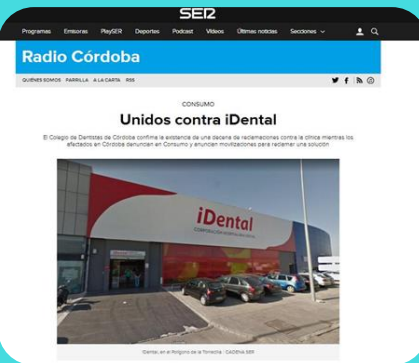 SER
Programas Emisoras PlaySER Deportes Podcast Vídeos Últimas noticias Secciones
Radio Córdoba
QUIÉNES SOMOS PARRILLA A LA CARTA RSS
CONSUMO
Unidos contra iDental
El Colegio de Dentistas de Córdoba confirma la existencia de una decena de reclamaciones contra la clínica mientras los
afectados en Córdoba denuncian en Consumo y anuncian movilizaciones para reclamar una solución
iDental
iDental, en el Polígono de la Torrecilla / CADENA SER